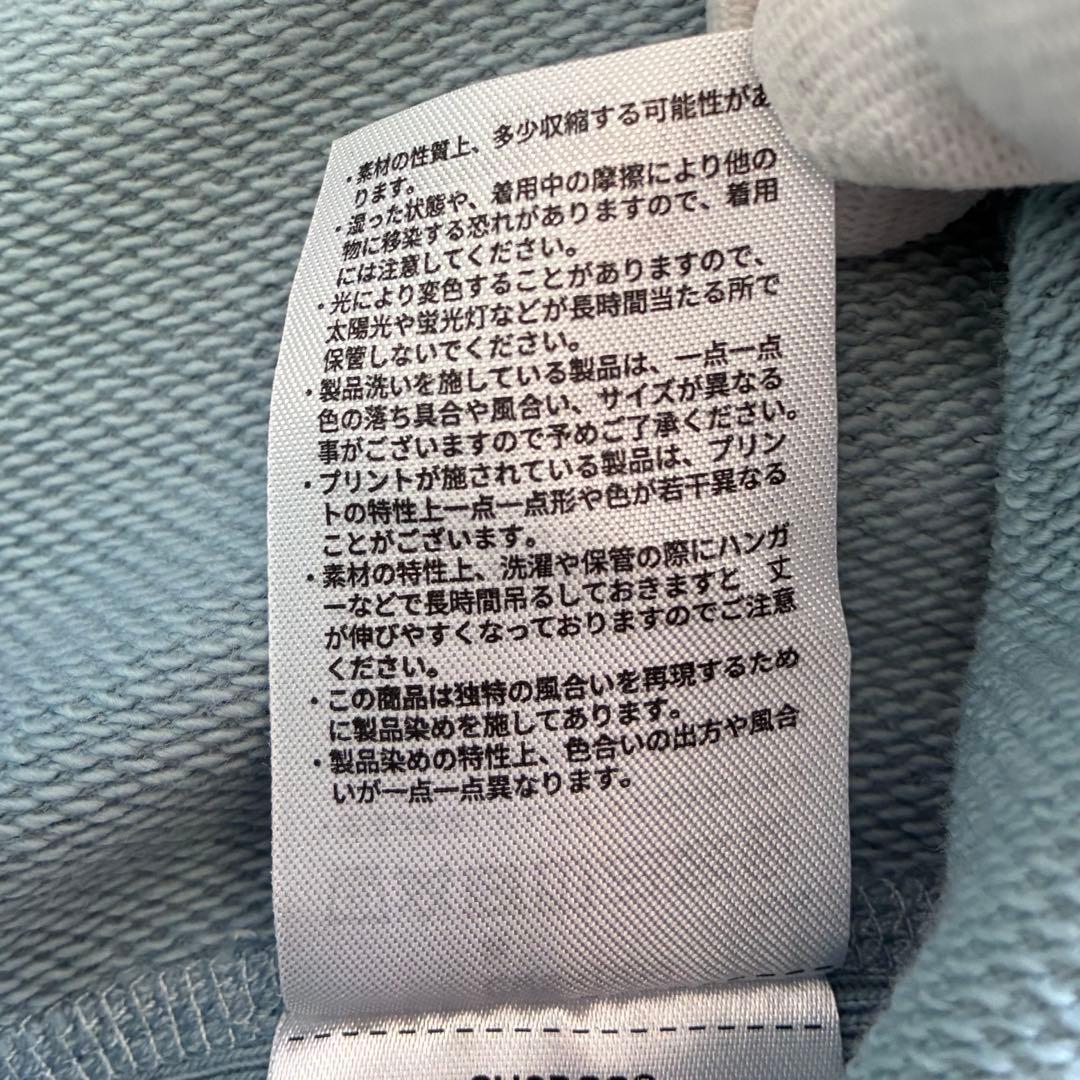 ・素材の性質上、多少収縮する可能性があ
ります。
・湿った状態や、着用中の摩擦により他の
物に移染する恐れがありますので、着用
には注意してください。
・光により変色することがありますので、
太陽光や蛍光灯などが長時間当たる所で
保管しないでください。
・製品洗いを施している製品は、一点一点
色の落ち具合や風合い、サイズが異なる
事がございますので予めご了承ください。
・プリントが施されている製品は、プリン
トの特性上一点一点形や色が若干異なる
ことがございます。
・素材の特性上、洗濯や保管の際にハンガ
ーなどで長時間吊るしておきますと 丈
が伸びやすくなっておりますのでご注意
ください。
・この商品は独特の風合いを再現するため
に製品染めを施してあります。
・製品染めの特性上、色合いの出方や風合
いが一点一点異なります。